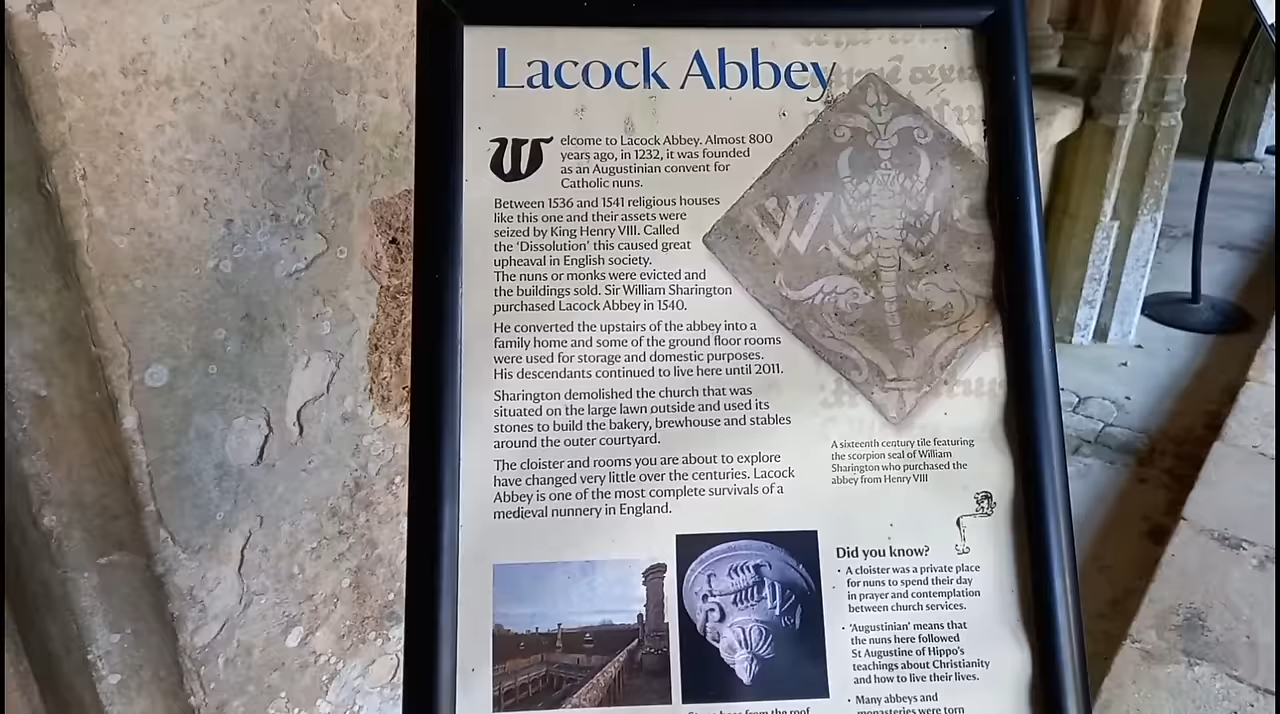 Lacock Abbey
Welcome to Lacock Abbey. Almost 800
years ago, in 1232, it was founded
as an Augustinian convent for
Catholic nuns.
Between 1536 and 1541 religious houses
like this one and their assets were
seized by King Henry VIII. Called
the ‘Dissolution’ this caused great
upheaval in English society.
The nuns or monks were evicted and
the buildings sold. Sir William Sharington
purchased Lacock Abbey in 1540.
He converted the upstairs of the abbey into a
family home and some of the ground floor rooms
were used for storage and domestic purposes.
His descendants continued to live here until 2011.
Sharington demolished the church that was
situated on the large lawn outside and used its
stones to build the bakery, brewhouse and stables
around the outer courtyard.
The cloister and rooms you are about to explore
have changed very little over the centuries. Lacock
Abbey is one of the most complete survivals of a
medieval nunnery in England.
W
A sixteenth century tile featuring
the scorpion seal of William
Sharington who purchased the
abbey from Henry VIII
Did you know?
• A cloister was a private place
for nuns to spend their day
in prayer and contemplation
between church services.
• ‘Augustinian’ means that
the nuns here followed
St Augustine of Hippo’s
teachings about Christianity
and how to live their lives.
• Many abbeys and
monasteries were torn
from the roof